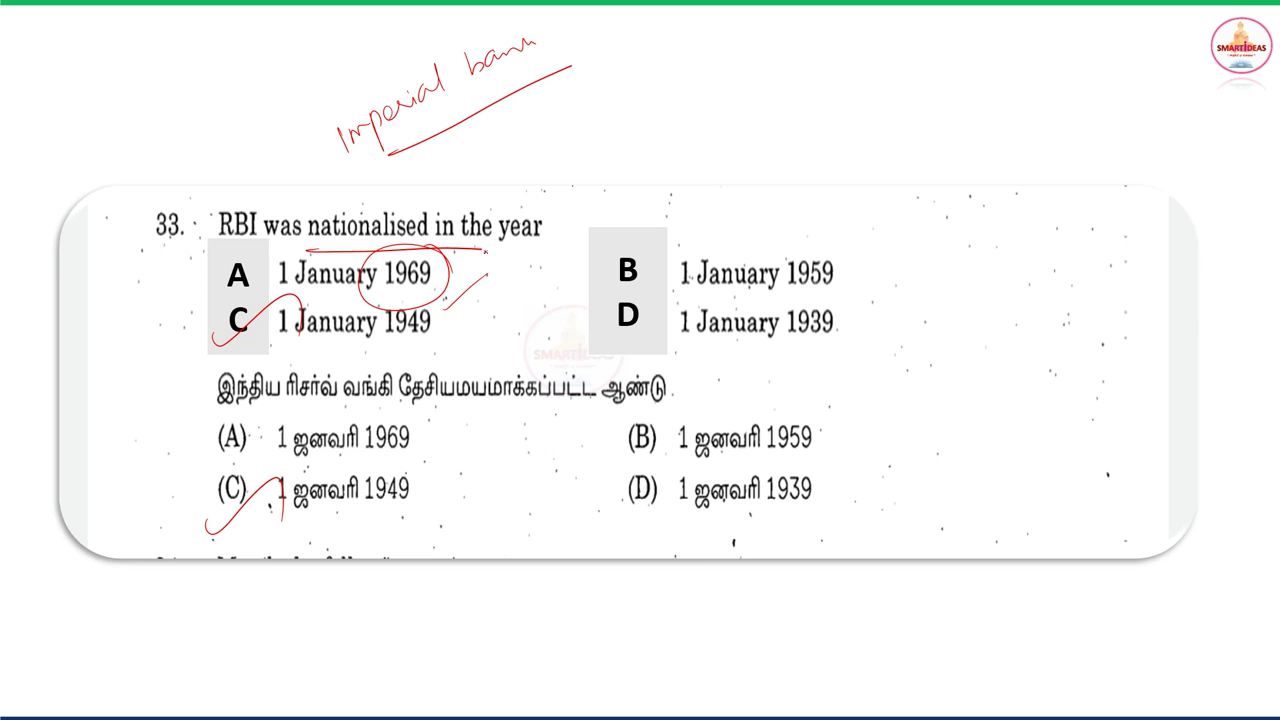 Imperial bank
SMARTIDEAS
33. RBI was nationalised in the year
A 1 January 1969 B 1 January 1959
C 1 January 1949 D 1 January 1939
SMARTIDEAS
இந்திய ரிசர்வ் வங்கி தேசியமயமாக்கப்பட்ட ஆண்டு
(A) 1 ஜனவரி 1969 (B) 1 ஜனவரி 1959
(C) 1 ஜனவரி 1949 (D) 1 ஜனவரி 1939